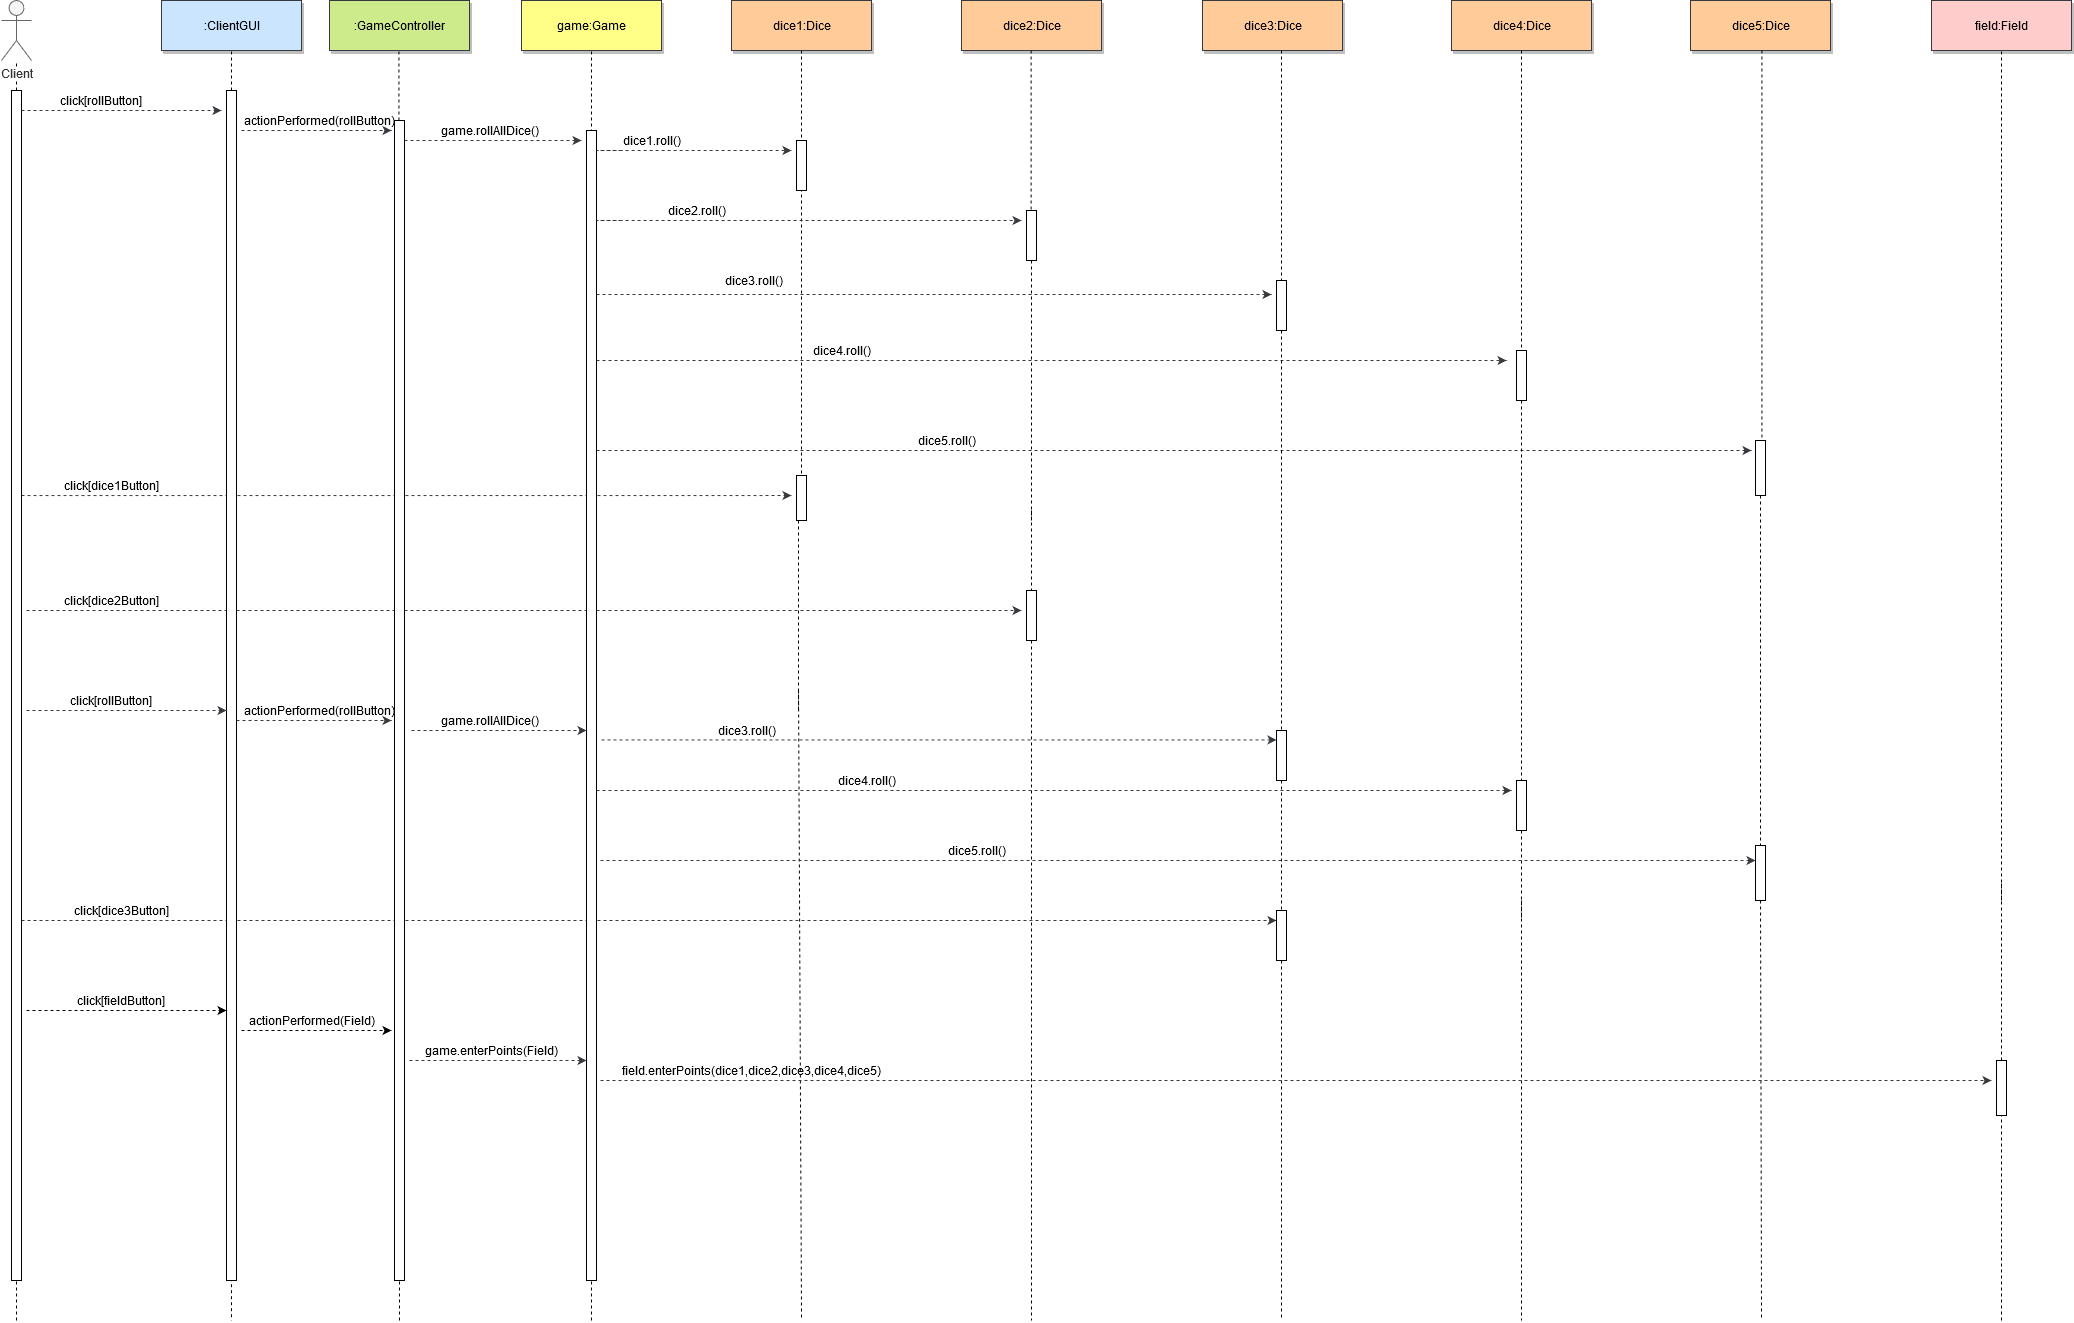 :ClientGUI
:GameController
game:Game
dice1:Dice
dice2:Dice
dice3:Dice
dice4:Dice
dice5:Dice
field:Field
Client
click[rollButton]
actionPerformed(rollButton)
game.rollAllDice()
dice1.roll()
dice2.roll()
dice3.roll()
dice4.roll()
dice5.roll()
click[dice1Button]
click[dice2Button]
click[rollButton]
actionPerformed(rollButton)
game.rollAllDice()
dice3.roll()
dice4.roll()
dice5.roll()
click[dice3Button]
click[fieldButton]
actionPerformed(Field)
game.enterPoints(Field)
field.enterPoints(dice1,dice2,dice3,dice4,dice5)